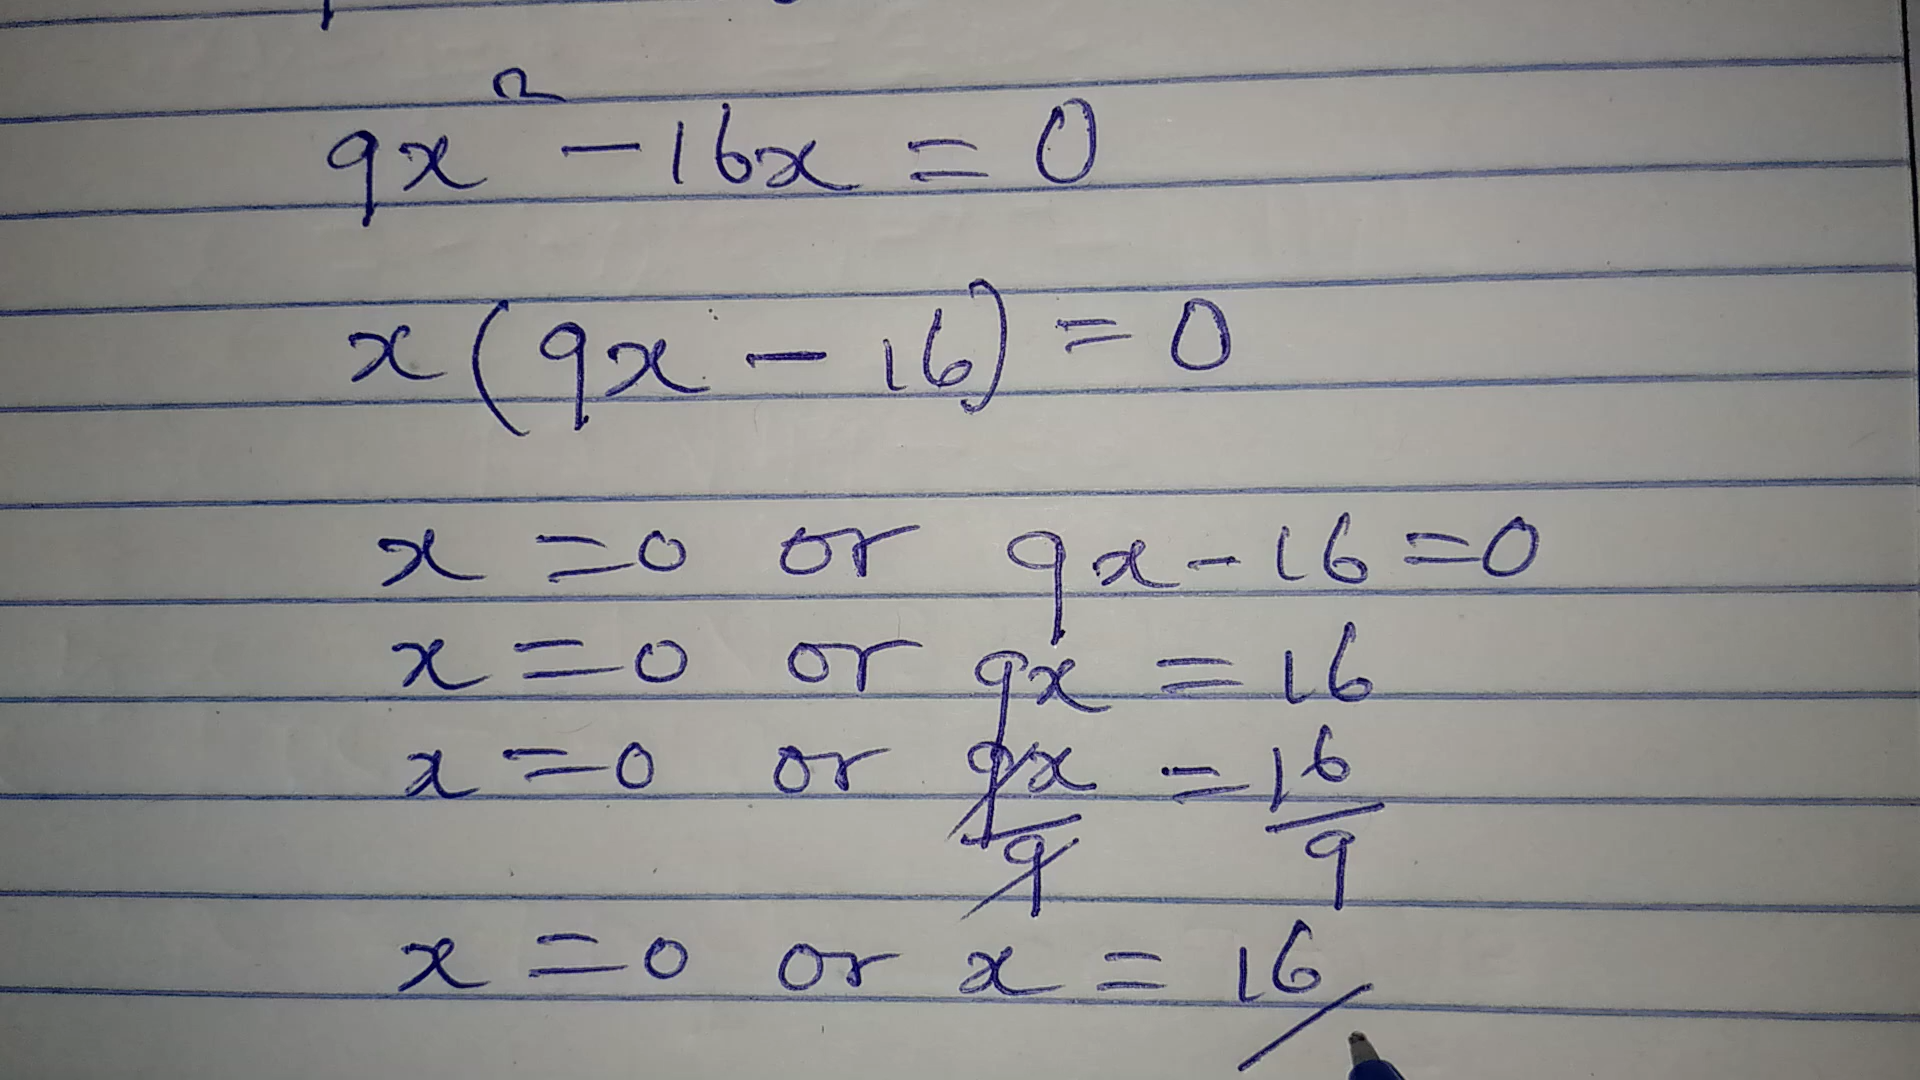 9x² - 16x = 0
x(9x - 16) = 0
x = 0 or 9x - 16 = 0
x = 0 or 9x = 16
x = 0 or 9x/9 = 16/9
x = 0 or x = 16/